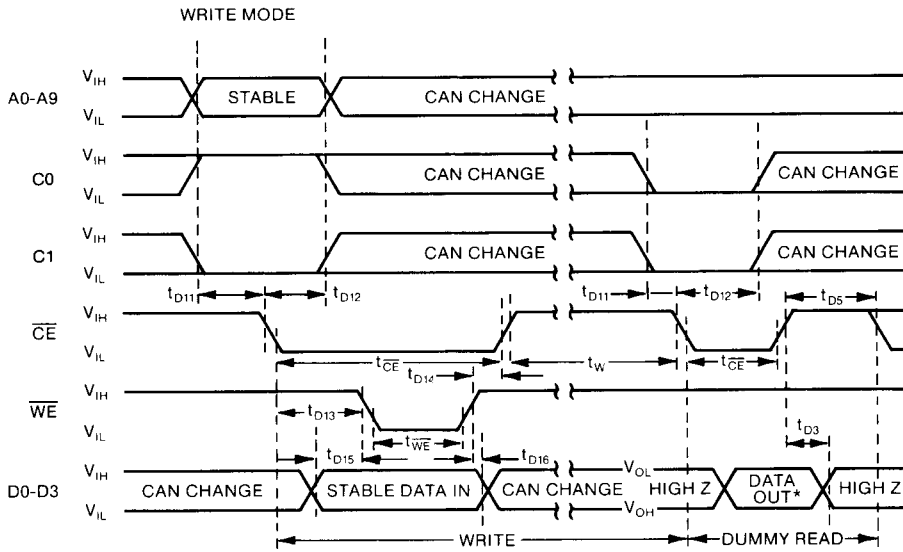 WRITE MODE
A0-A9
VIH
VIL
STABLE
CAN CHANGE
C0
VIH
VIL
CAN CHANGE
CAN CHANGE
C1
VIH
VIL
CAN CHANGE
CAN CHANGE
tD11
tD12
tD11
tD12
tD5
CE
VIH
VIL
tCE
tW
tCE
tD14
WE
VIH
VIL
tD13
tWE
tD3
tD15
tD16
D0-D3
VIH
VIL
CAN CHANGE
STABLE DATA IN
CAN CHANGE
VOL
VOH
HIGH Z
DATA
OUT*
HIGH Z
WRITE
DUMMY READ